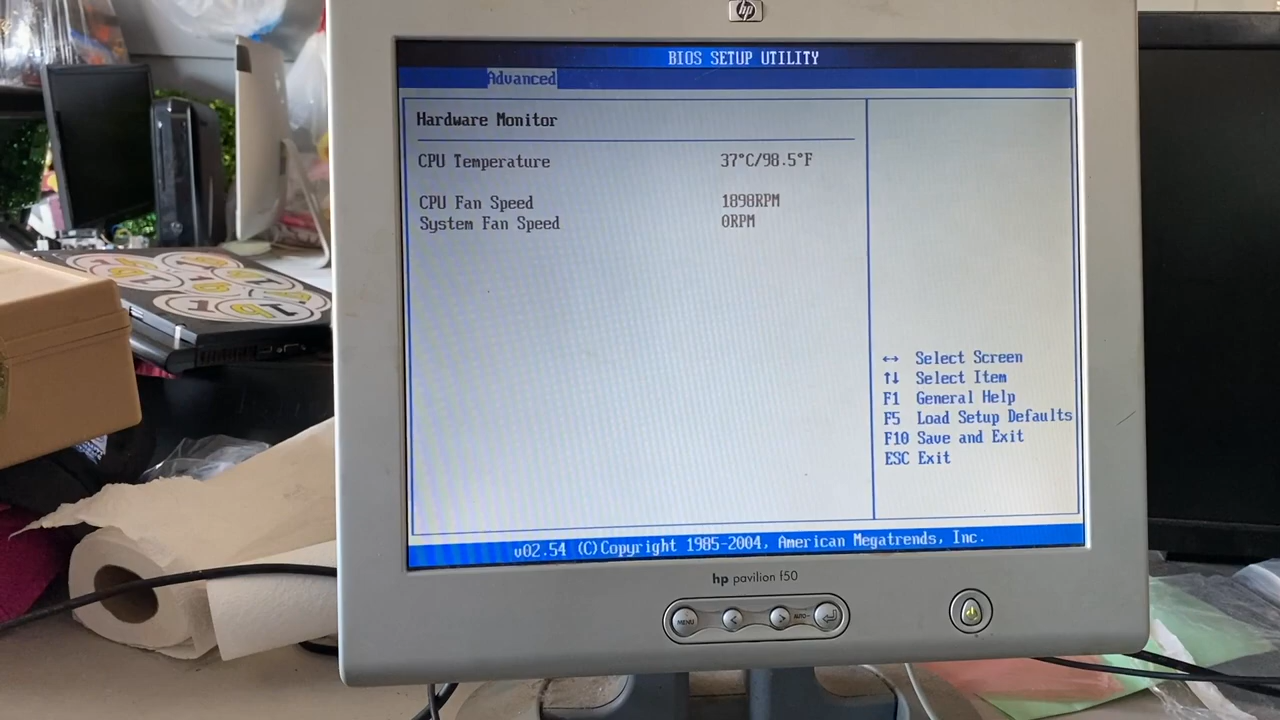 hp
BIOS SETUP UTILITY
Advanced
Hardware Monitor
CPU Temperature 37°C/98.5°F
CPU Fan Speed 1898RPM
System Fan Speed 0RPM
↔ Select Screen
↑↓ Select Item
F1 General Help
F5 Load Setup Defaults
F10 Save and Exit
ESC Exit
v02.54 (C)Copyright 1985-2004, American Megatrends, Inc.
hp pavilion f50
MENU < > AUTO